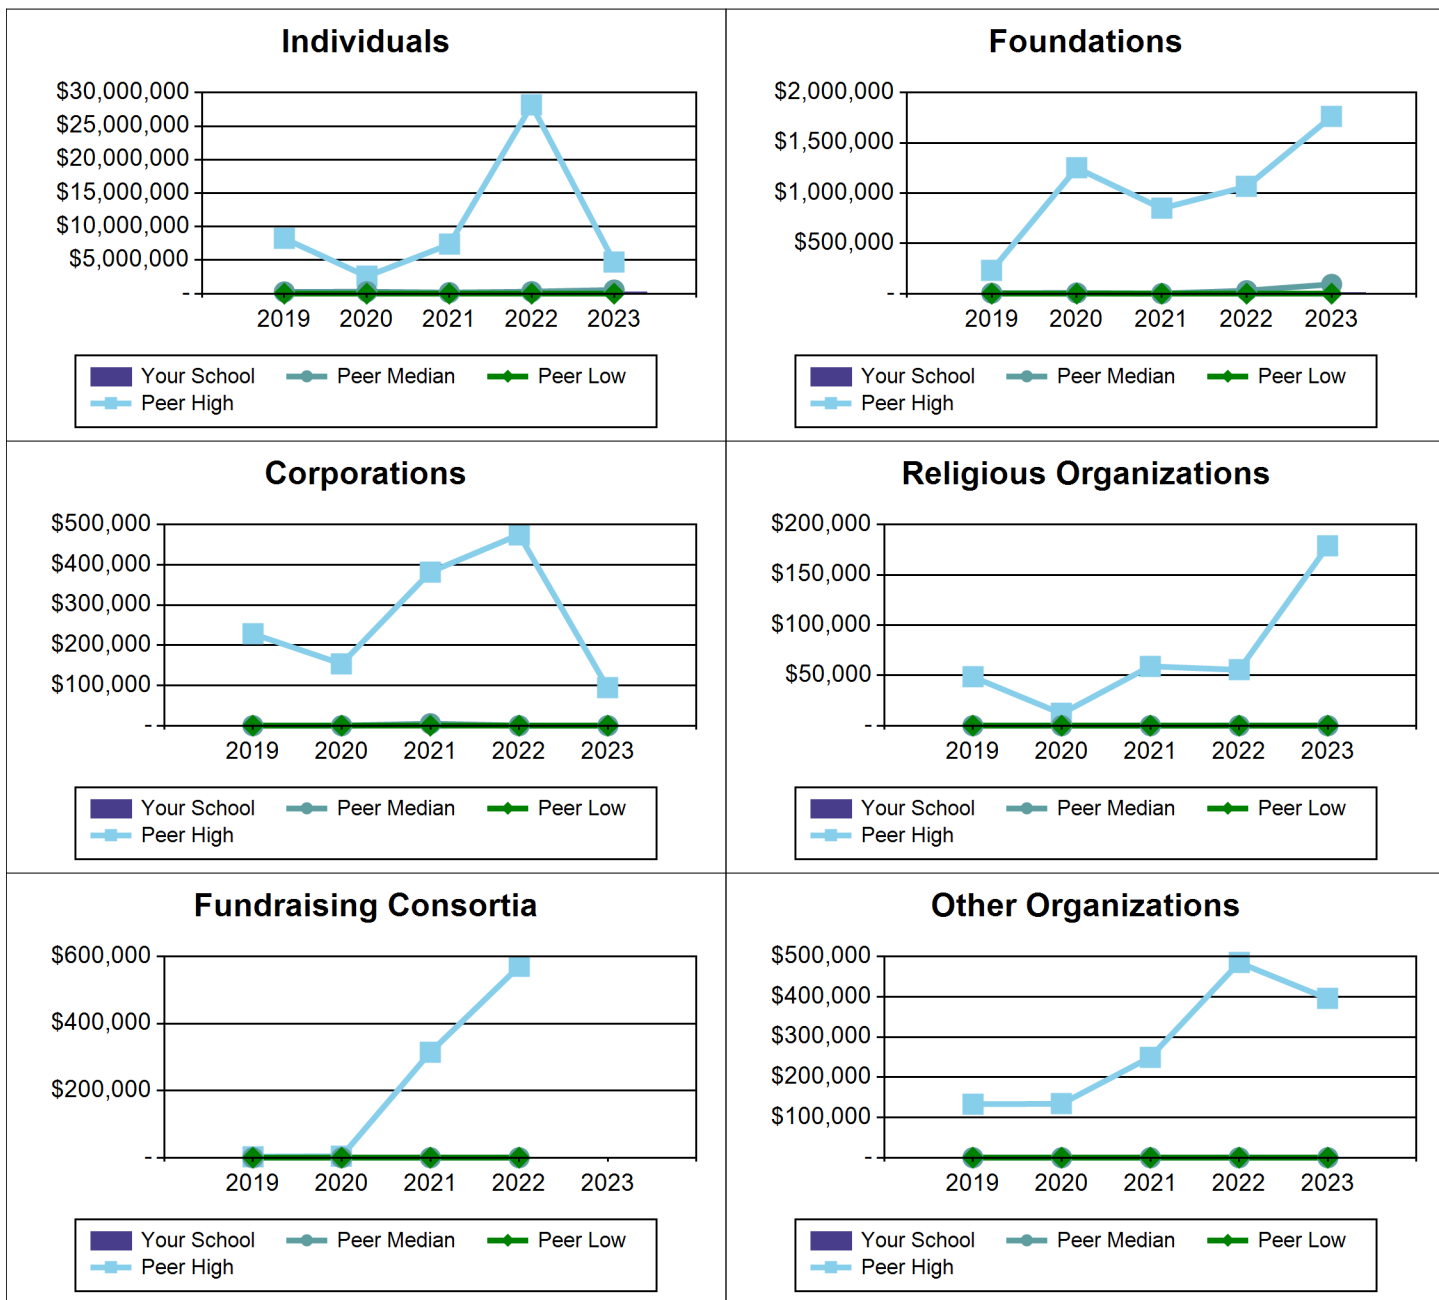 Individuals
$30,000,000
$25,000,000
$20,000,000
$15,000,000
$10,000,000
$5,000,000
-
2019 2020 2021 2022 2023
Your School Peer Median Peer Low
Peer High
Foundations
$2,000,000
$1,500,000
$1,000,000
$500,000
-
2019 2020 2021 2022 2023
Your School Peer Median Peer Low
Peer High
Corporations
$500,000
$400,000
$300,000
$200,000
$100,000
-
2019 2020 2021 2022 2023
Your School Peer Median Peer Low
Peer High
Religious Organizations
$200,000
$150,000
$100,000
$50,000
-
2019 2020 2021 2022 2023
Your School Peer Median Peer Low
Peer High
Fundraising Consortia
$600,000
$400,000
$200,000
-
2019 2020 2021 2022 2023
Your School Peer Median Peer Low
Peer High
Other Organizations
$500,000
$400,000
$300,000
$200,000
$100,000
-
2019 2020 2021 2022 2023
Your School Peer Median Peer Low
Peer High